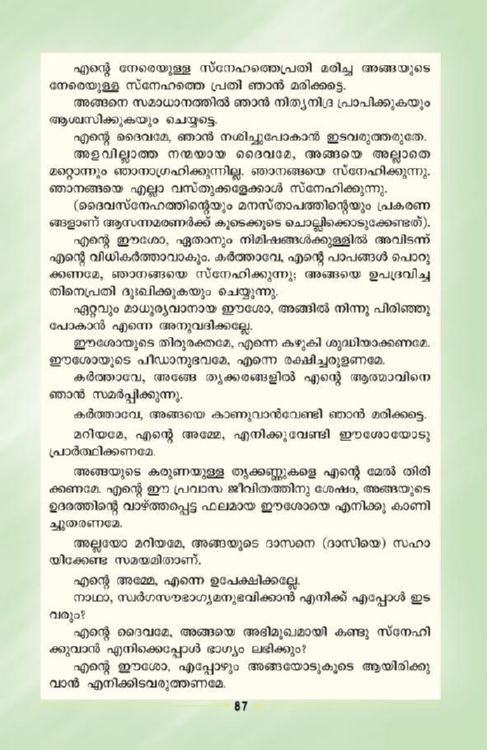 എന്റെ നേരെയുള്ള സ്നേഹത്തെപ്രതി മരിച്ച അങ്ങയുടെ
നേരെയുള്ള സ്നേഹത്തെ പ്രതി ഞാൻ മരിക്കട്ടെ.
അങ്ങനെ സമാധാനത്തിൽ ഞാൻ നിത്യനിദ്ര പ്രാപിക്കുകയും
ആശ്വസിക്കുകയും ചെയ്യട്ടെ.
എന്റെ ദൈവമേ, ഞാൻ നശിച്ചുപോകാൻ ഇടവരുത്തരുതേ.
അളവില്ലാത്ത നന്മയായ ദൈവമേ, അങ്ങയെ അല്ലാതെ
മറ്റൊന്നും ഞാനാഗ്രഹിക്കുന്നില്ല. ഞാനങ്ങയെ സ്നേഹിക്കുന്നു.
ഞാനങ്ങയെ എല്ലാ വസ്തുക്കളേക്കാൾ സ്നേഹിക്കുന്നു.
(ദൈവസ്നേഹത്തിന്റെയും മനസ്താപത്തിന്റെയും പ്രകരണ
ങ്ങളാണ് ആസന്നമരണർക്ക് കൂടെക്കൂടെ ചൊല്ലിക്കൊടുക്കേണ്ടത്).
എന്റെ ഈശോ, ഏതാനും നിമിഷങ്ങൾക്കുള്ളിൽ അവിടന്ന്
എന്റെ വിധികർത്താവാകും. കർത്താവേ, എന്റെ പാപങ്ങൾ പൊറു
ക്കണമേ, ഞാനങ്ങയെ സ്നേഹിക്കുന്നു; അങ്ങയെ ഉപദ്രവിച്ച
തിനെപ്രതി ദുഃഖിക്കുകയും ചെയ്യുന്നു.
ഏറ്റവും മാധുര്യവാനായ ഈശോ, അങ്ങിൽ നിന്നു പിരിഞ്ഞു
പോകാൻ എന്നെ അനുവദിക്കല്ലേ.
ഈശോയുടെ തിരുരക്തമേ, എന്നെ കഴുകി ശുദ്ധിയാക്കണമേ.
ഈശോയുടെ പീഡാനുഭവമേ, എന്നെ രക്ഷിച്ചരുളണമേ.
കർത്താവേ, അങ്ങേ തൃക്കരങ്ങളിൽ എന്റെ ആത്മാവിനെ
ഞാൻ സമർപ്പിക്കുന്നു.
കർത്താവേ, അങ്ങയെ കാണുവാൻവേണ്ടി ഞാൻ മരിക്കട്ടെ.
മറിയമേ, എന്റെ അമ്മേ, എനിക്കുവേണ്ടി ഈശോയോടു
പ്രാർത്ഥിക്കണമേ.
അങ്ങയുടെ കരുണയുള്ള തൃക്കണ്ണുകളെ എന്റെ മേൽ തിരി
ക്കണമേ. എന്റെ ഈ പ്രവാസ ജീവിതത്തിനു ശേഷം, അങ്ങയുടെ
ഉദരത്തിന്റെ വാഴ്ത്തപ്പെട്ട ഫലമായ ഈശോയെ എനിക്കു കാണി
ച്ചുതരണമേ.
അല്ലയോ മറിയമേ, അങ്ങയുടെ ദാസനെ (ദാസിയെ) സഹാ
യിക്കേണ്ട സമയമിതാണ്.
എന്റെ അമ്മേ, എന്നെ ഉപേക്ഷിക്കല്ലേ.
നാഥാ, സ്വർഗസൗഭാഗ്യമനുഭവിക്കാൻ എനിക്ക് എപ്പോൾ ഇട
വരും?
എന്റെ ദൈവമേ, അങ്ങയെ അഭിമുഖമായി കണ്ടു സ്നേഹി
ക്കുവാൻ എനിക്കെപ്പോൾ ഭാഗ്യം ലഭിക്കും?
എന്റെ ഈശോ, എപ്പോഴും അങ്ങയോടുകൂടെ ആയിരിക്കു
വാൻ എനിക്കിടവരുത്തണമേ.
87